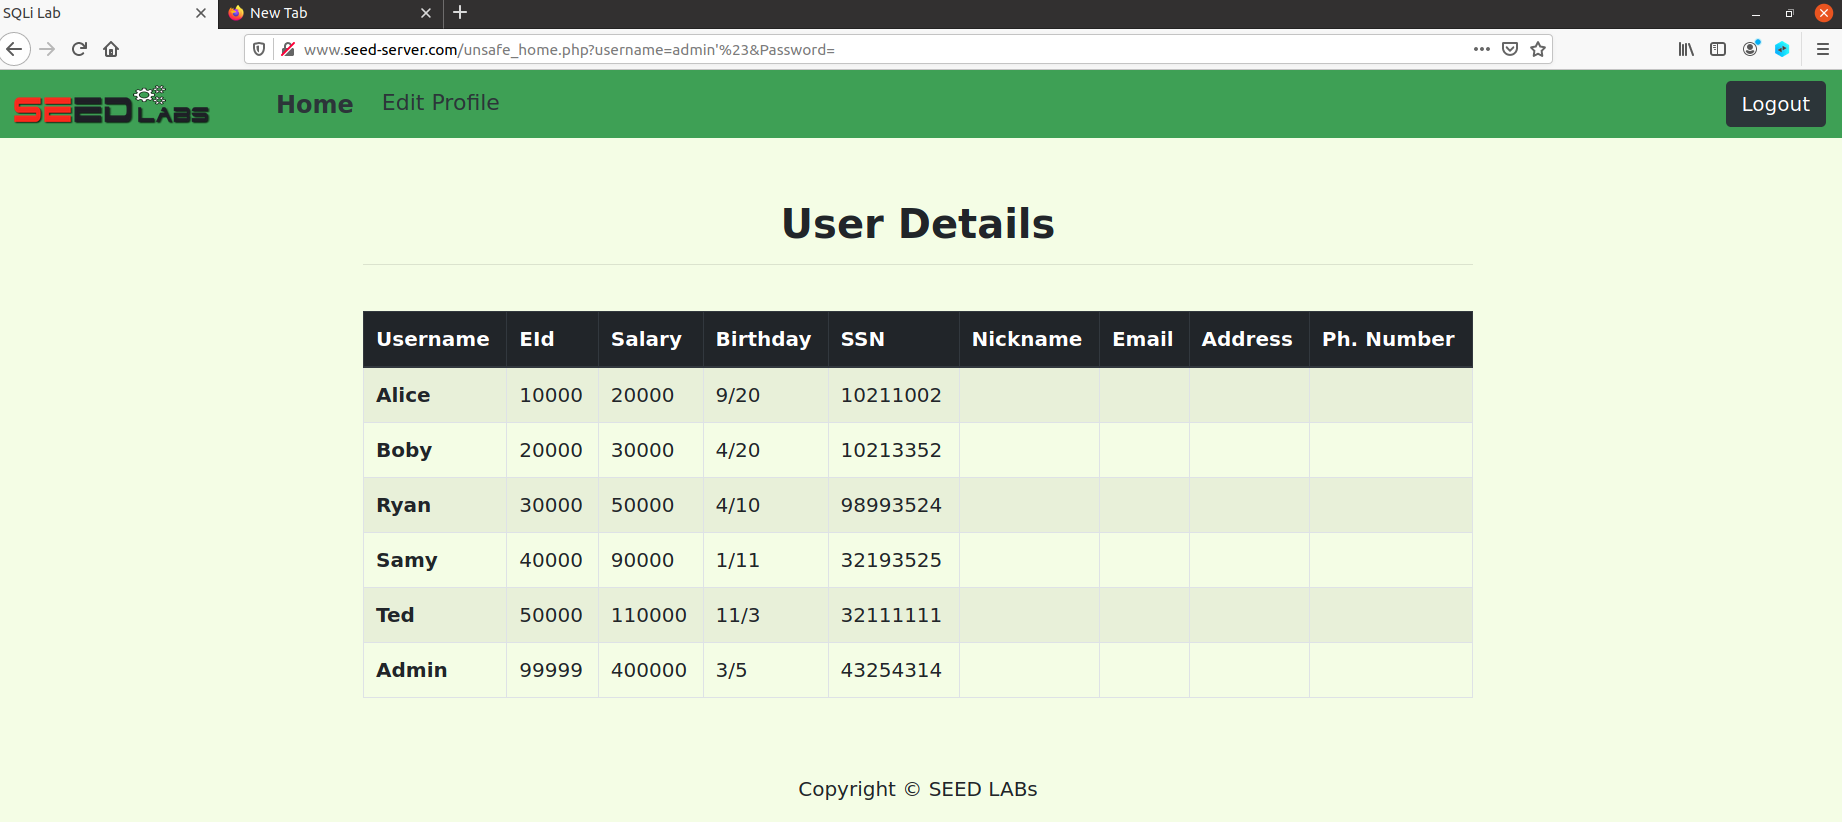 SQLi Lab
New Tab
www.seed-server.com/unsafe_home.php?username=admin'%23&Password=
SEED LABS
Home
Edit Profile
Logout
User Details
Username EId Salary Birthday SSN Nickname Email Address Ph. Number
Alice 10000 20000 9/20 10211002
Boby 20000 30000 4/20 10213352
Ryan 30000 50000 4/10 98993524
Samy 40000 90000 1/11 32193525
Ted 50000 110000 11/3 32111111
Admin 99999 400000 3/5 43254314
Copyright © SEED LABs